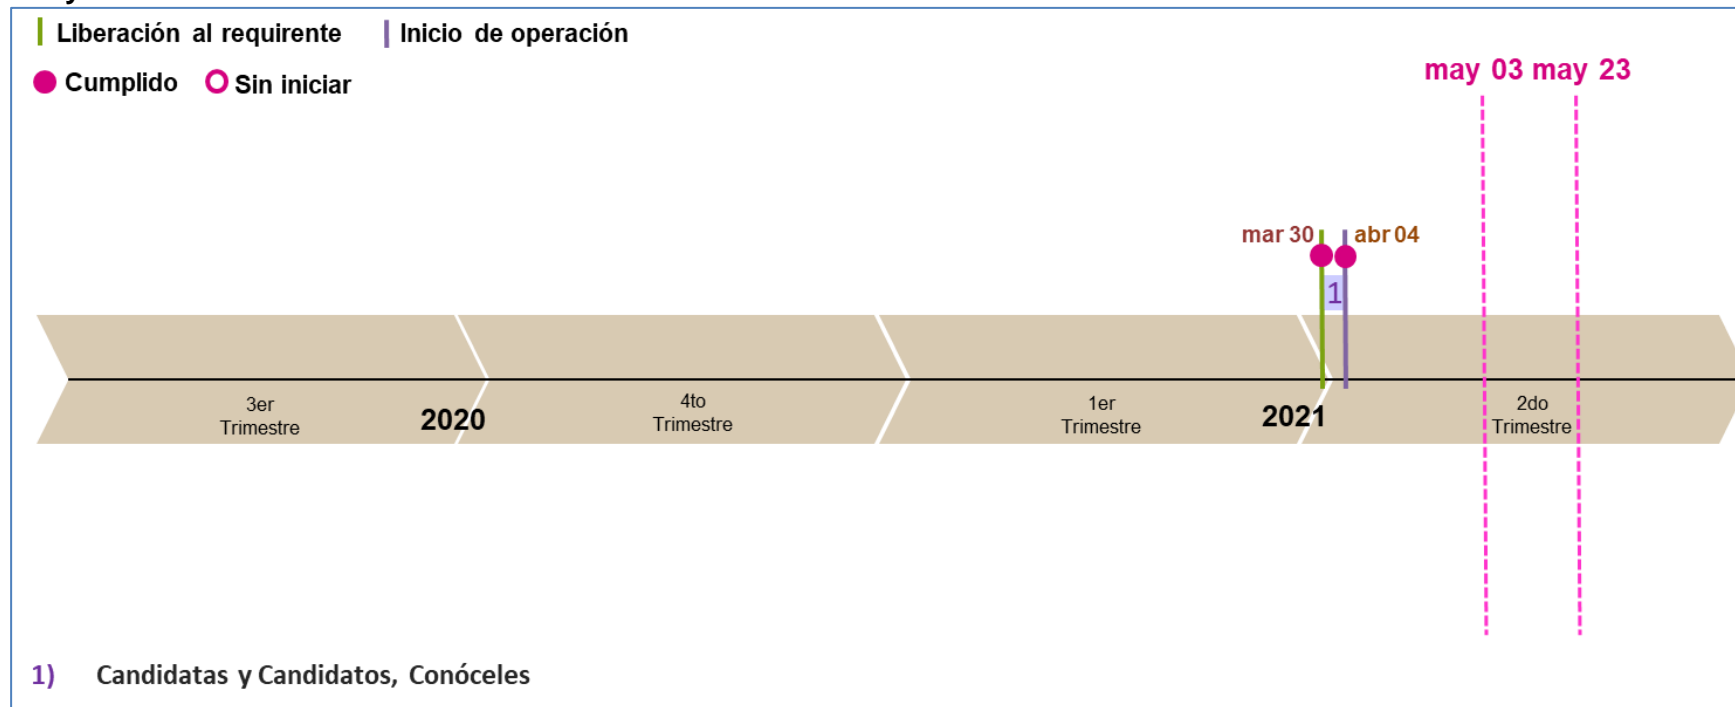 Liberación al requirente Inicio de operación
Cumplido Sin iniciar
may 03 may 23
mar 30 abr 04
1
3er
Trimestre
2020
4to
Trimestre
1er
Trimestre
2021
2do
Trimestre
1) Candidatas y Candidatos, Conóceles